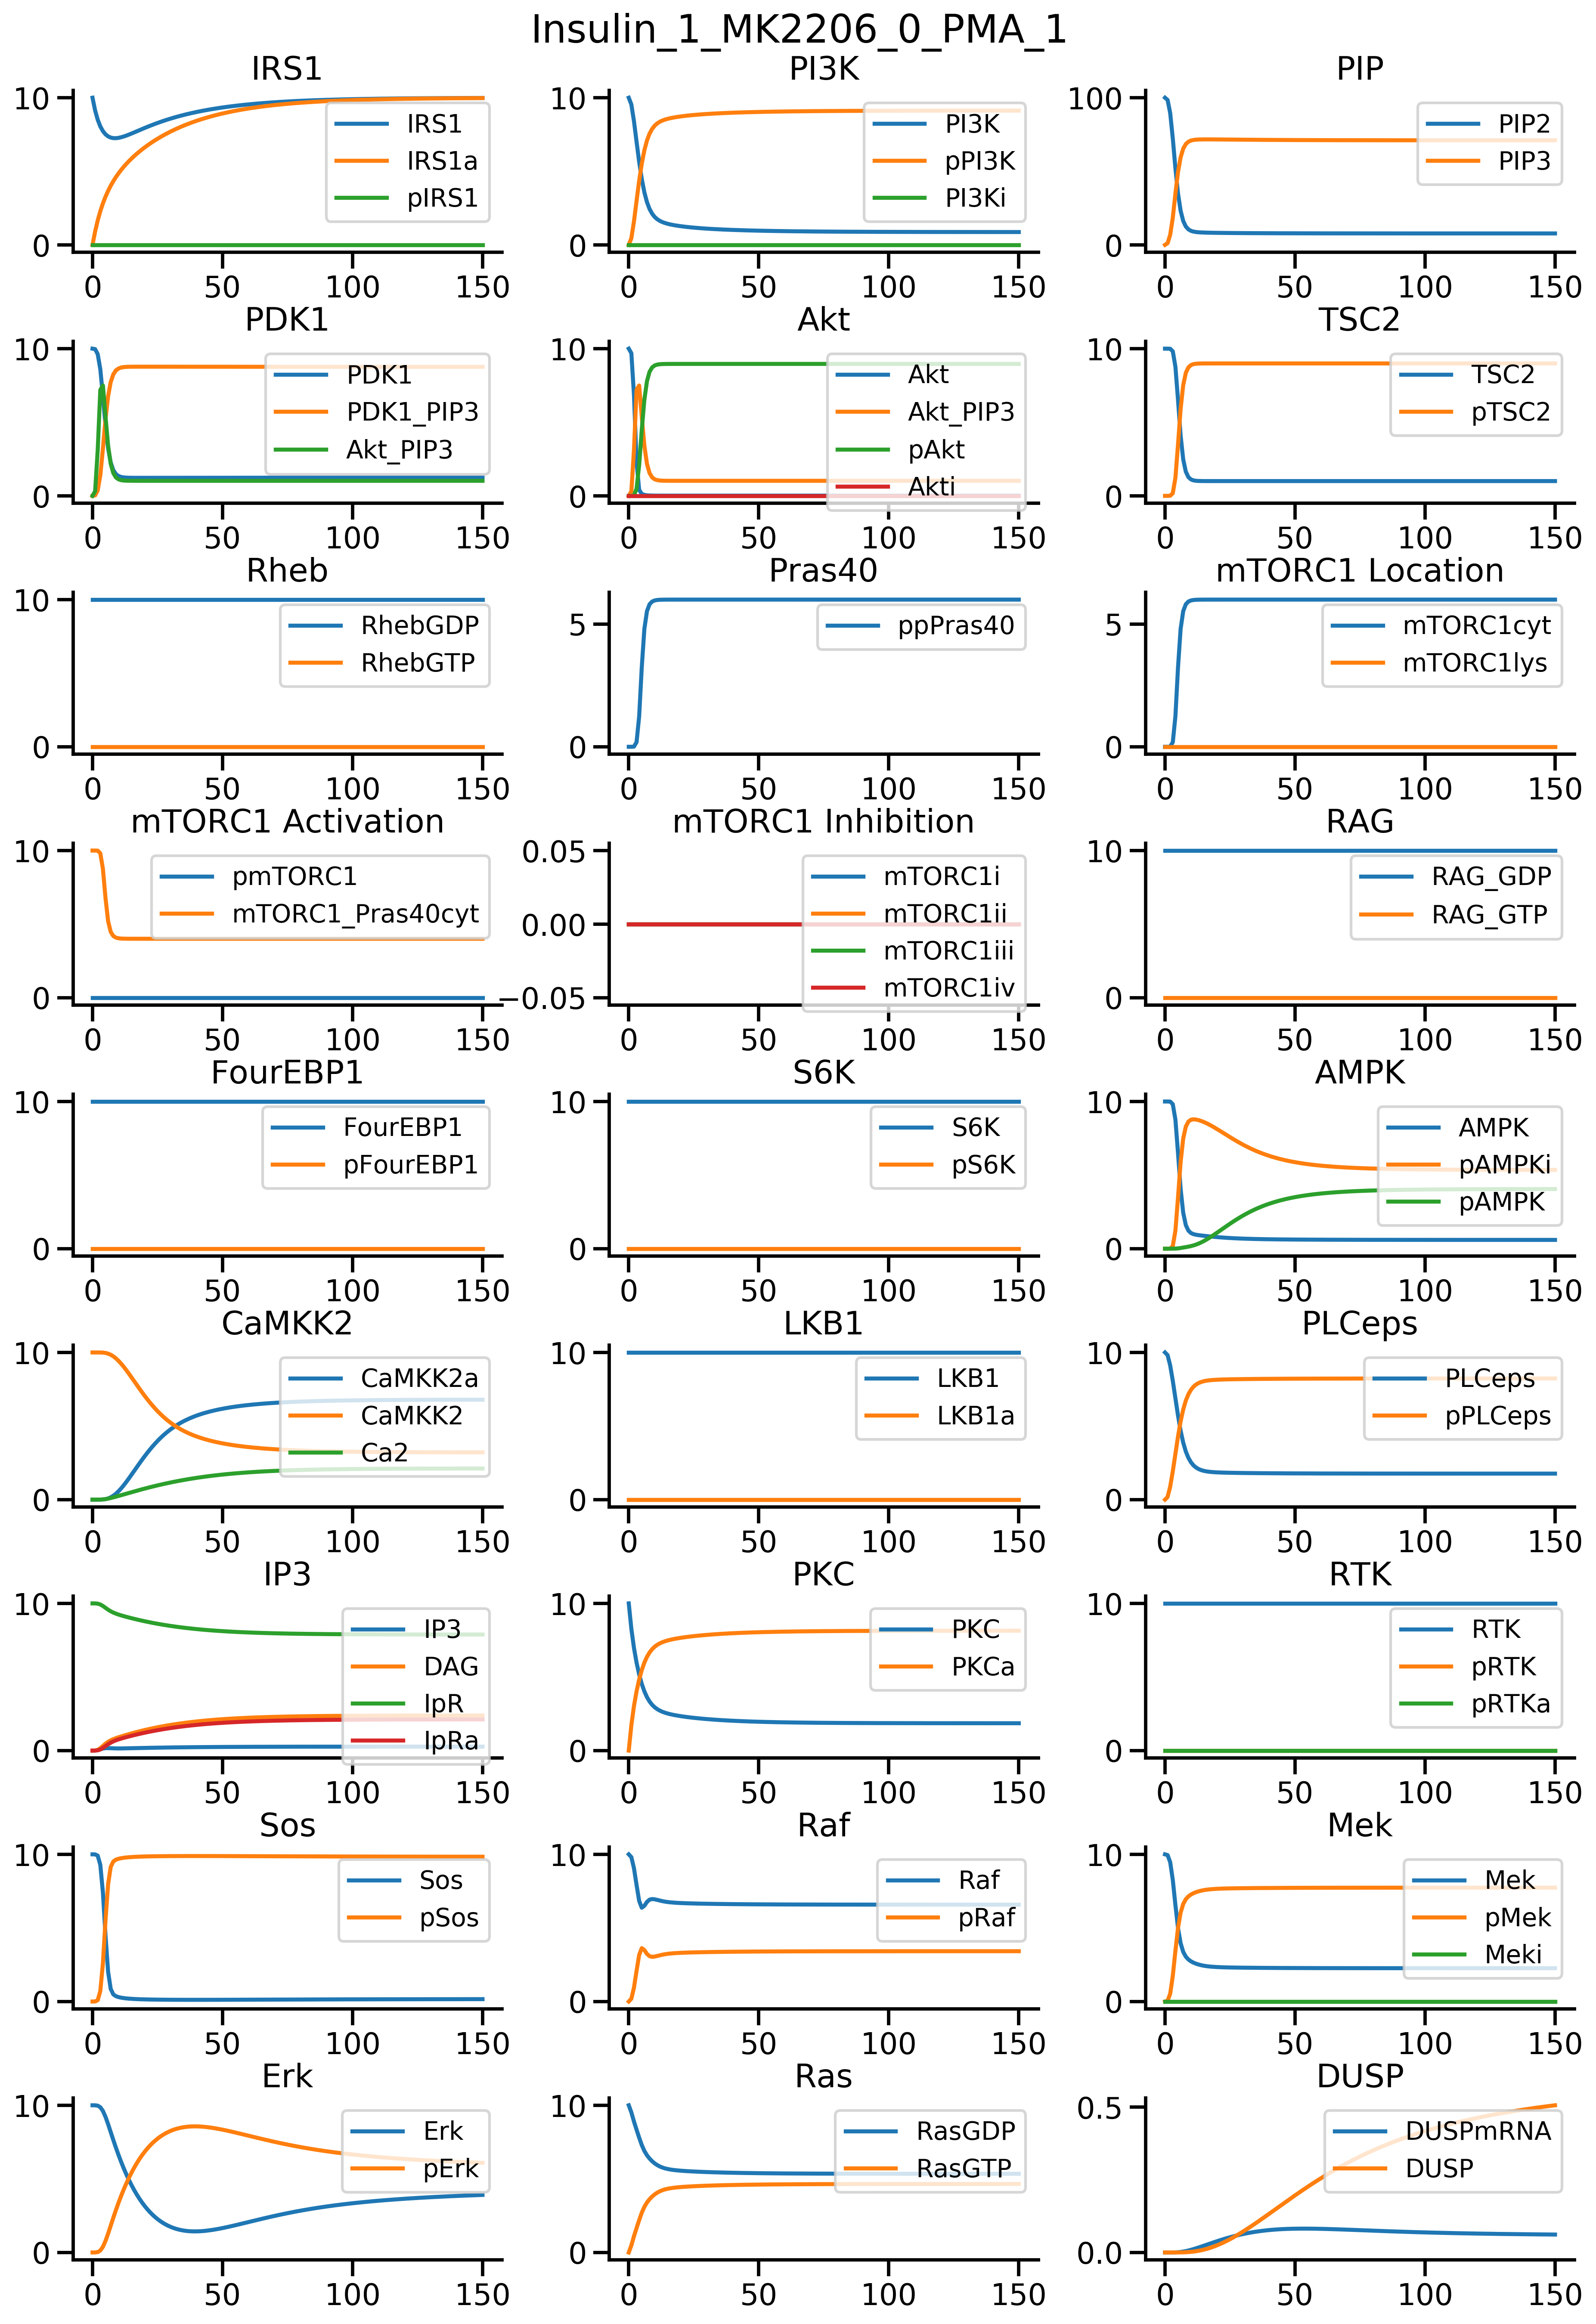 Insulin_1_MK2206_0_PMA_1
IRS1
10
0
0 50 100 150
IRS1
IRS1a
pIRS1
PI3K
10
0
0 50 100 150
PI3K
pPI3K
PI3Ki
PIP
100
0
0 50 100 150
PIP2
PIP3
PDK1
10
0
0 50 100 150
PDK1
PDK1_PIP3
Akt_PIP3
Akt
10
0
0 50 100 150
Akt
Akt_PIP3
pAkt
Akti
TSC2
10
0
0 50 100 150
TSC2
pTSC2
Rheb
10
0
0 50 100 150
RhebGDP
RhebGTP
Pras40
5
0
0 50 100 150
ppPras40
mTORC1 Location
5
0
0 50 100 150
mTORC1cyt
mTORC1lys
mTORC1 Activation
10
0
0 50 100 150
pmTORC1
mTORC1_Pras40cyt
mTORC1 Inhibition
0.05
0.00
−0.05
0 50 100 150
mTORC1i
mTORC1ii
mTORC1iii
mTORC1iv
RAG
10
0
0 50 100 150
RAG_GDP
RAG_GTP
FourEBP1
10
0
0 50 100 150
FourEBP1
pFourEBP1
S6K
10
0
0 50 100 150
S6K
pS6K
AMPK
10
0
0 50 100 150
AMPK
pAMPKi
pAMPK
CaMKK2
10
0
0 50 100 150
CaMKK2a
CaMKK2
Ca2
LKB1
10
0
0 50 100 150
LKB1
LKB1a
PLCeps
10
0
0 50 100 150
PLCeps
pPLCeps
IP3
10
0
0 50 100 150
IP3
DAG
IpR
IpRa
PKC
10
0
0 50 100 150
PKC
PKCa
RTK
10
0
0 50 100 150
RTK
pRTK
pRTKa
Sos
10
0
0 50 100 150
Sos
pSos
Raf
10
0
0 50 100 150
Raf
pRaf
Mek
10
0
0 50 100 150
Mek
pMek
Meki
Erk
10
0
0 50 100 150
Erk
pErk
Ras
10
0
0 50 100 150
RasGDP
RasGTP
DUSP
0.5
0.0
0 50 100 150
DUSPmRNA
DUSP